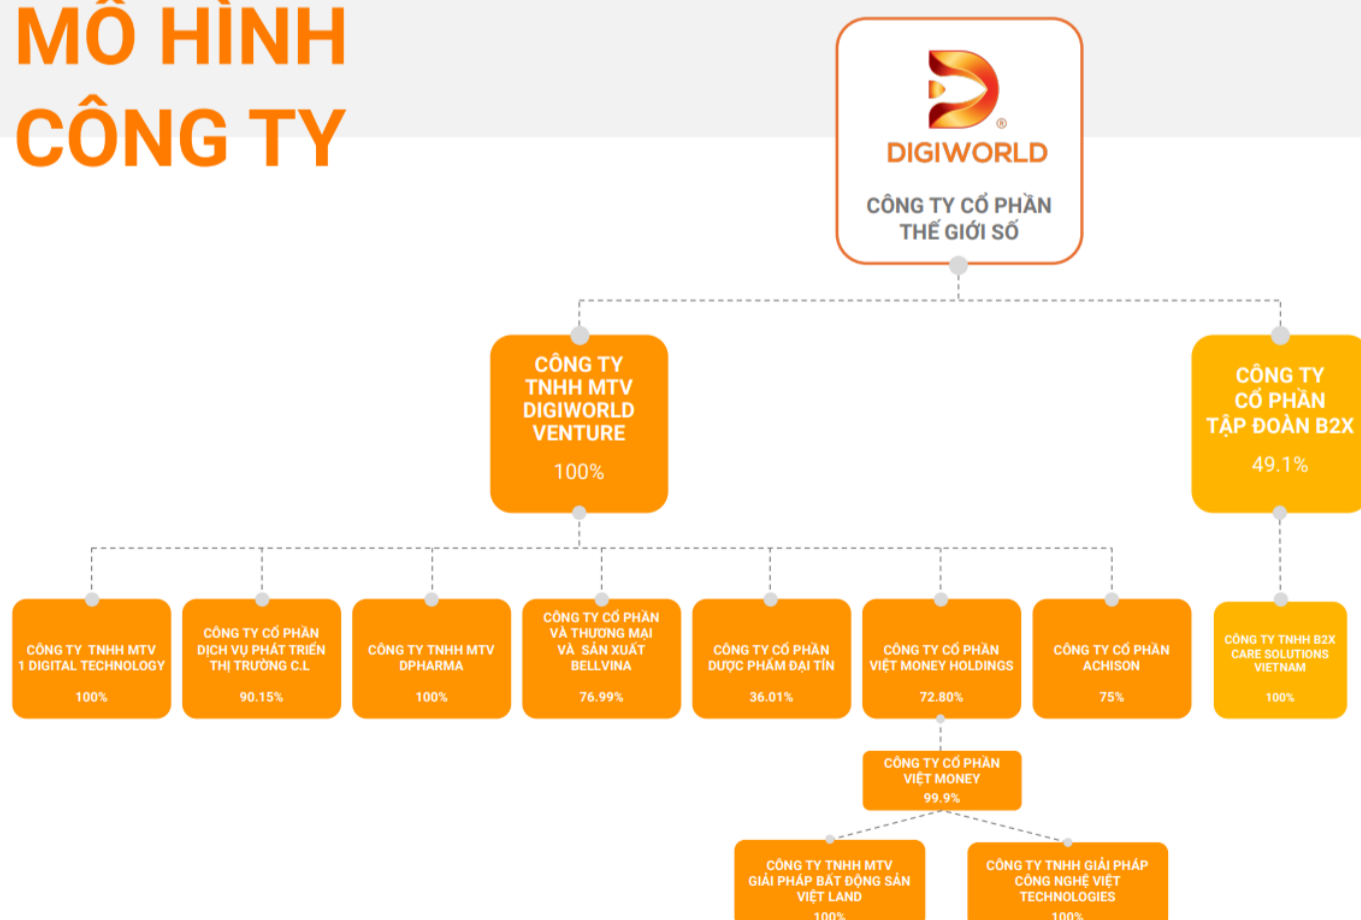 MÔ HÌNH
CÔNG TY
DIGIWORLD
CÔNG TY CỔ PHẦN
THẾ GIỚI SỐ
CÔNG TY
TNHH MTV
DIGIWORLD
VENTURE
100%
CÔNG TY
CỔ PHẦN
TẬP ĐOÀN B2X
49.1%
CÔNG TY TNHH MTV
1 DIGITAL TECHNOLOGY
100%
CÔNG TY CỔ PHẦN
DỊCH VỤ PHÁT TRIỂN
THỊ TRƯỜNG C.L
90.15%
CÔNG TY TNHH MTV
DPHARMA
100%
CÔNG TY CỔ PHẦN
VÀ THƯƠNG MẠI
VÀ SẢN XUẤT
BELLVINA
76.99%
CÔNG TY CỔ PHẦN
DƯỢC PHẨM ĐẠI TÍN
36.01%
CÔNG TY CỔ PHẦN
VIỆT MONEY HOLDINGS
72.80%
CÔNG TY CỔ PHẦN
ACHISON
75%
CÔNG TY TNHH B2X
CARE SOLUTIONS
VIETNAM
100%
CÔNG TY CỔ PHẦN
VIỆT MONEY
99.9%
CÔNG TY TNHH MTV
GIẢI PHÁP BẤT ĐỘNG SẢN
VIỆT LAND
100%
CÔNG TY TNHH GIẢI PHÁP
CÔNG NGHỆ VIỆT
TECHNOLOGIES
100%